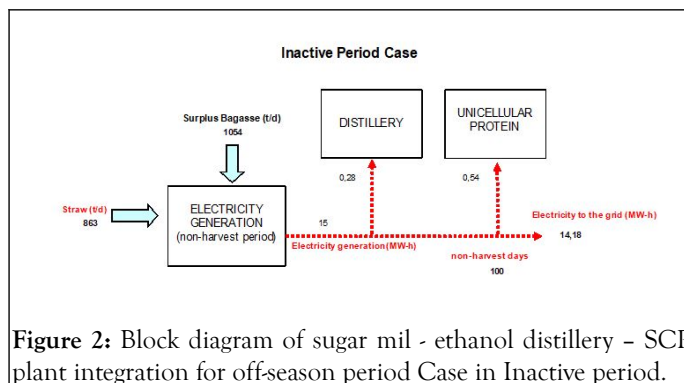 Inactive Period Case
Surplus Bagasse (t/d)
1054
DISTILLERY
UNICELLULAR
PROTEIN
0,28
0,54
Straw (t/d)
863
ELECTRICITY
GENERATION
(non-harvest period)
15
Electricity generation (MW-h)
Electricity to the grid (MW-h)
14,18
non-harvest days
100
Figure 2: Block diagram of sugar mil - ethanol distillery – SCP
plant integration for off-season period Case in Inactive period.